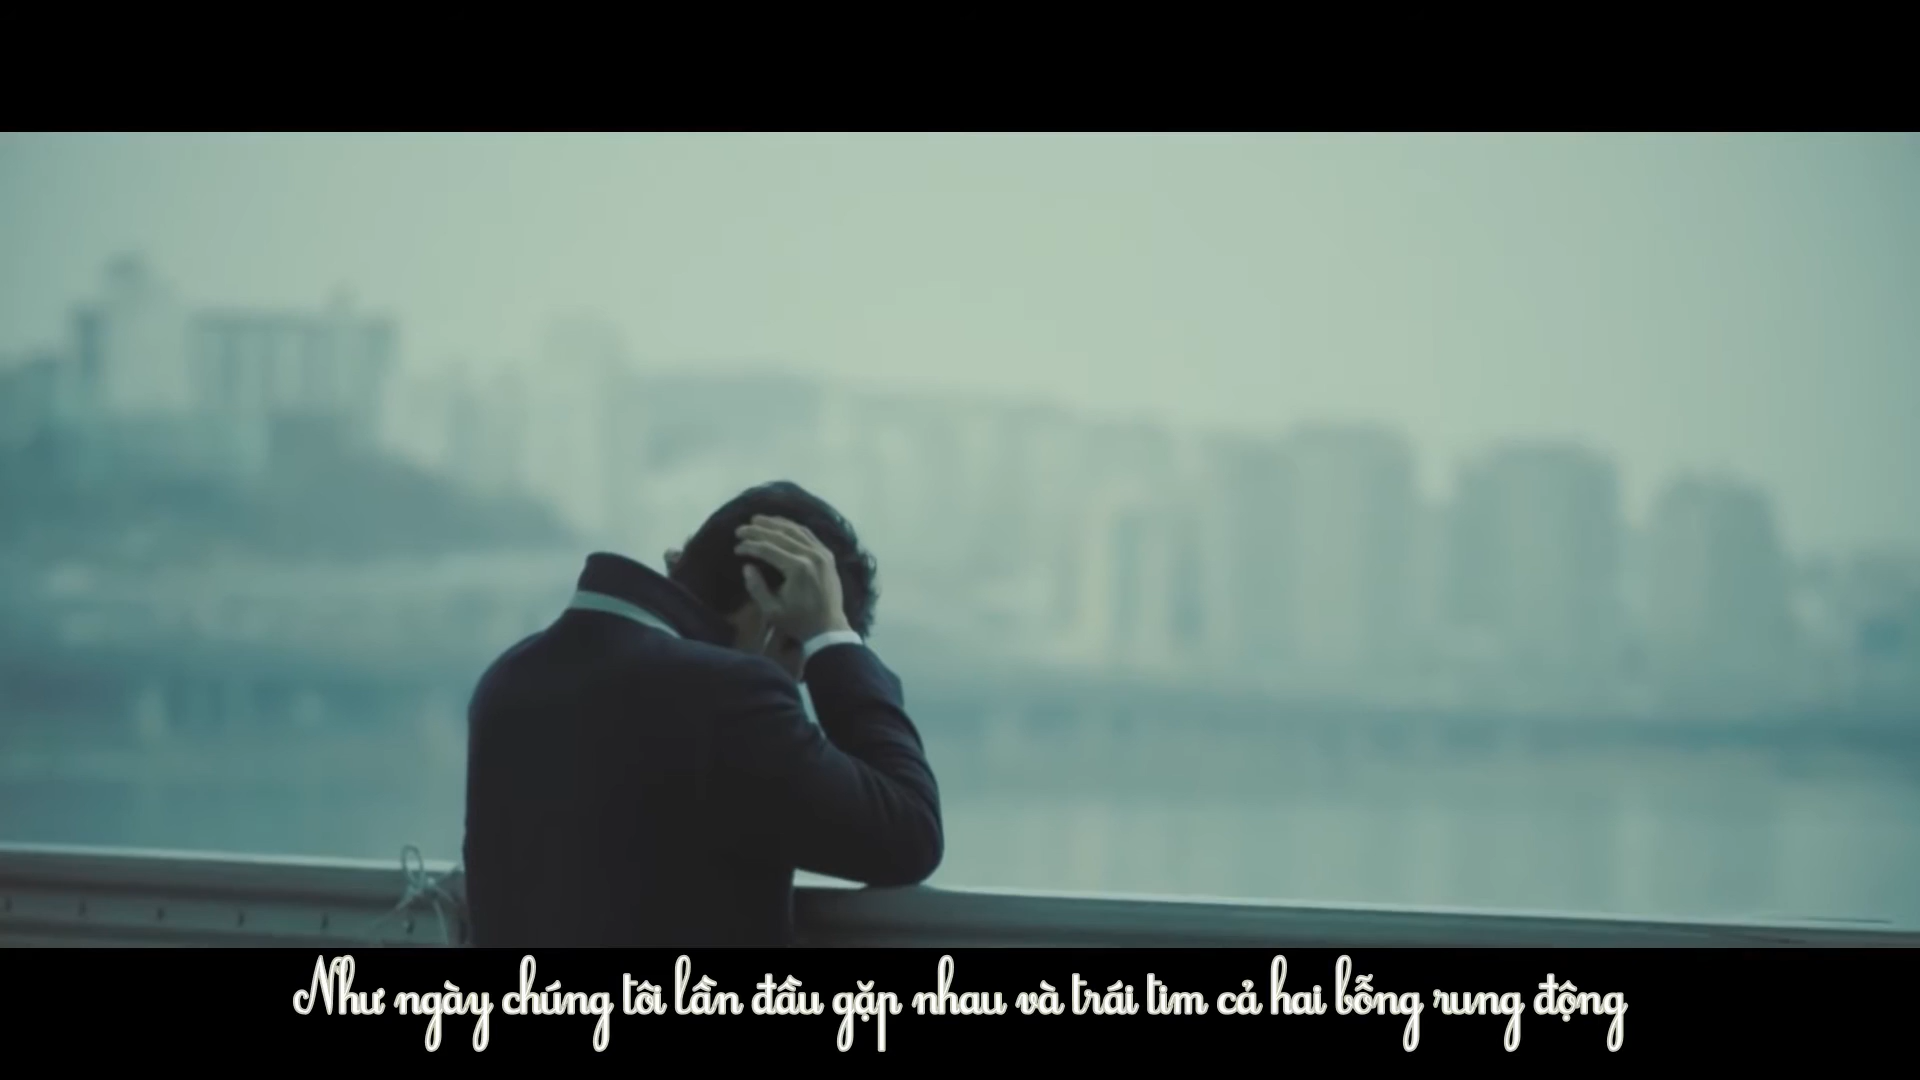 Như ngày chúng tôi lần đầu gặp nhau và trái tim cả hai bỗng rung động